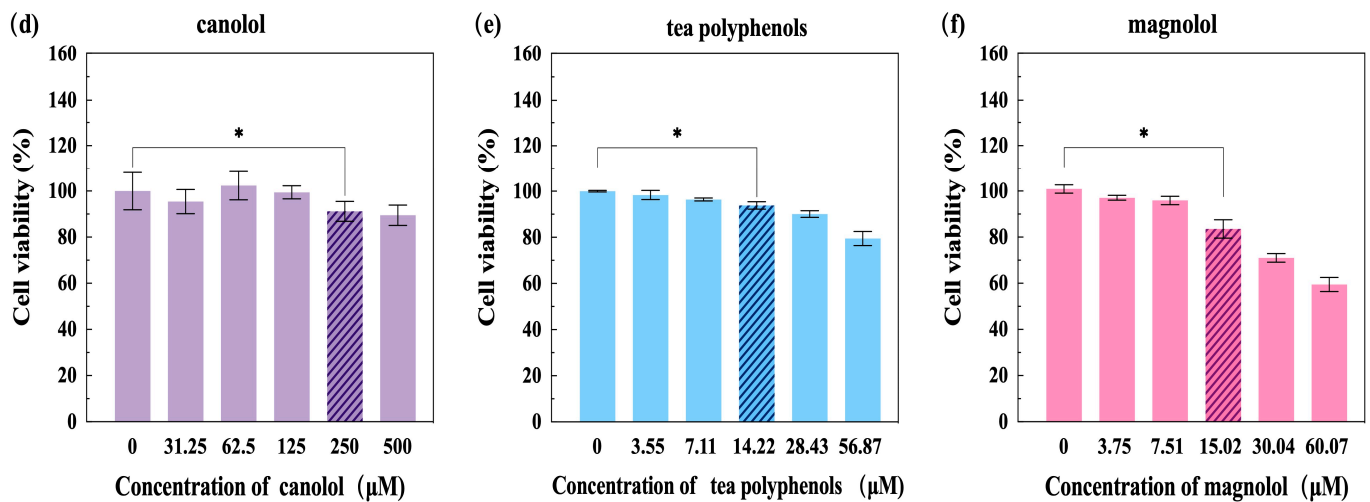 (d)
canolol
160
140
120
100
80
60
40
20
0
Cell viability (%)
*
0 31.25 62.5 125 250 500
Concentration of canolol (μM)
(e)
tea polyphenols
160
140
120
100
80
60
40
20
0
Cell viability (%)
*
0 3.55 7.11 14.22 28.43 56.87
Concentration of tea polyphenols (μM)
(f)
magnolol
160
140
120
100
80
60
40
20
0
Cell viability (%)
*
0 3.75 7.51 15.02 30.04 60.07
Concentration of magnolol (μM)